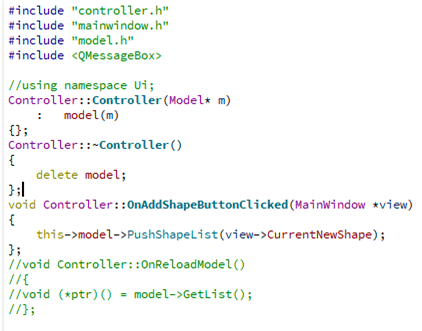 #include "controller.h"
#include "mainwindow.h"
#include "model.h"
#include <QMessageBox>

//using namespace Ui;
Controller::Controller(Model* m)
    :   model(m)
{};
Controller::~Controller()
{
    delete model;
};
void Controller::OnAddShapeButtonClicked(MainWindow *view)
{
    this->model->PushShapeList(view->CurrentNewShape);
};
//void Controller::OnReloadModel()
//{
//void (*ptr)() = model->GetList();
//};